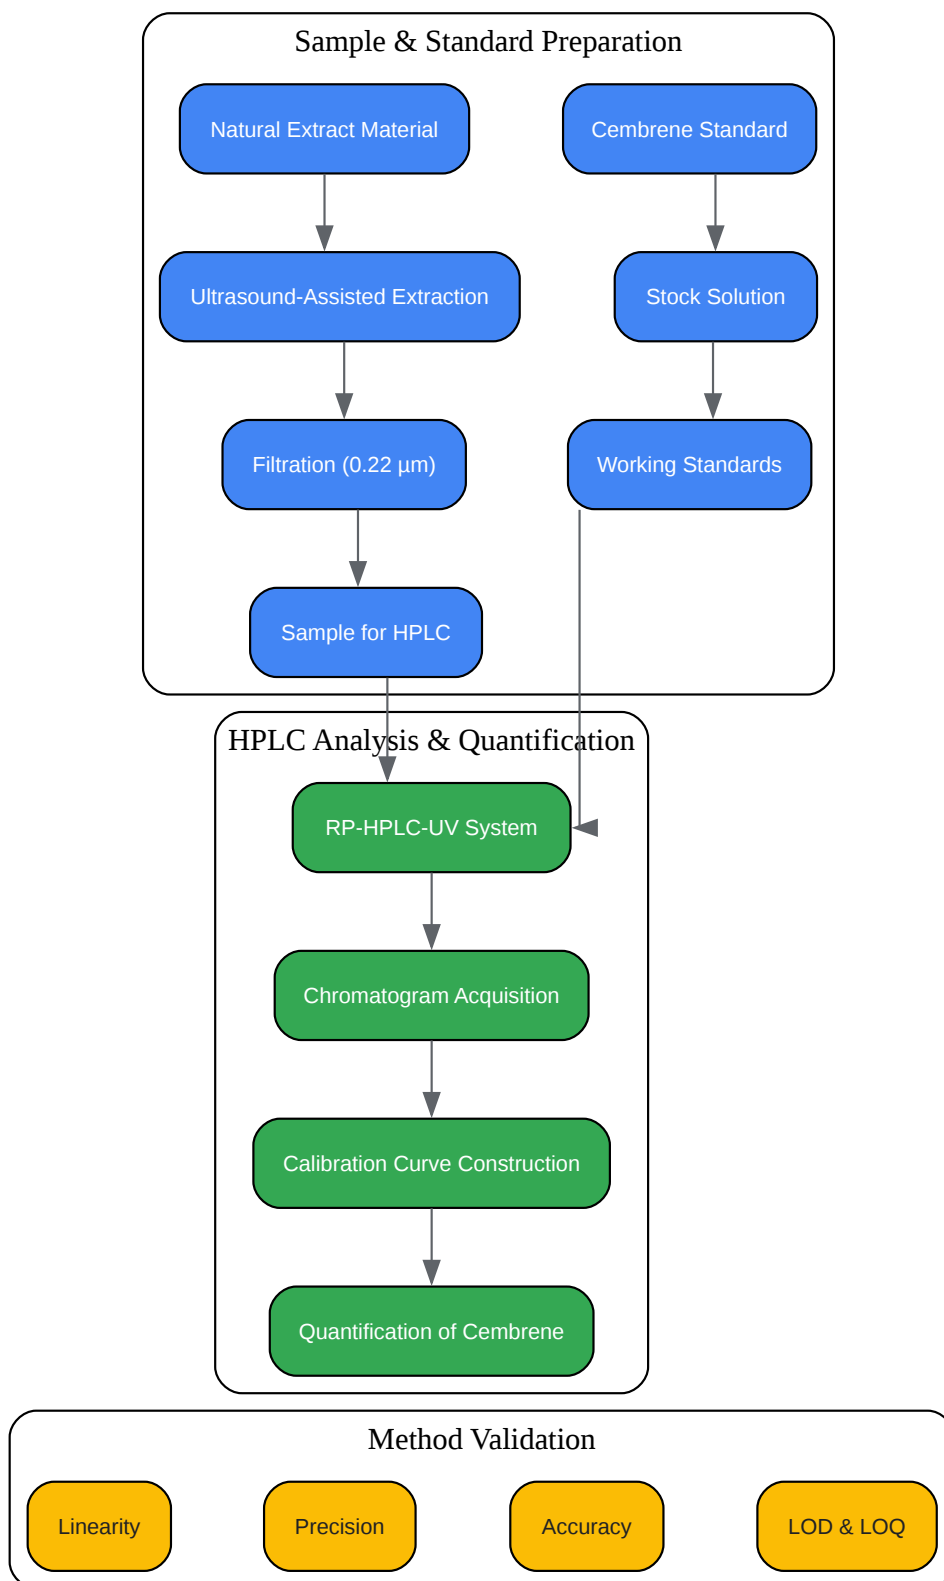 Sample & Standard Preparation
Natural Extract Material
Cembrene Standard
Ultrasound-Assisted Extraction
Stock Solution
Filtration (0.22 µm)
Working Standards
Sample for HPLC
HPLC Analysis & Quantification
RP-HPLC-UV System
Chromatogram Acquisition
Calibration Curve Construction
Quantification of Cembrene
Method Validation
Linearity
Precision
Accuracy
LOD & LOQ